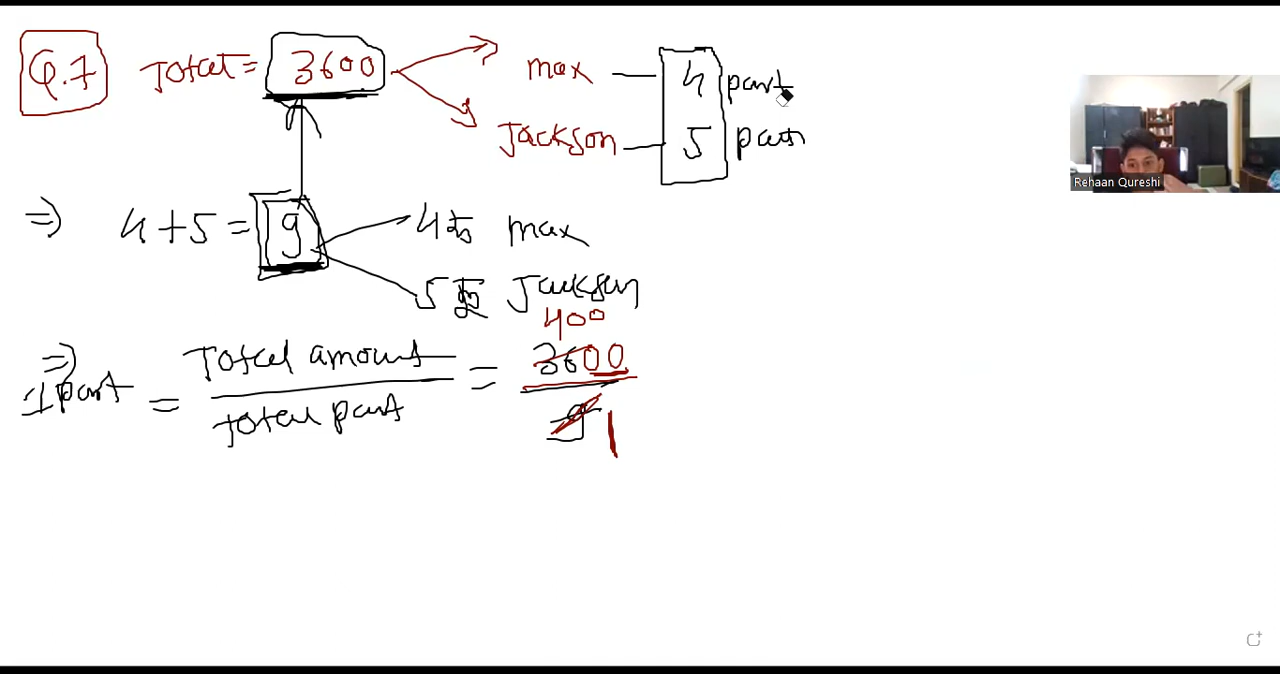 Q.7 Total = 3600
max — 4 part
Jackson — 5 part
⇒ 4+5 = 9
4 to max
5 to Jackson
400
⇒ 1 part = Total amount / total part = 3600 / 9 1
Rehaan Qureshi